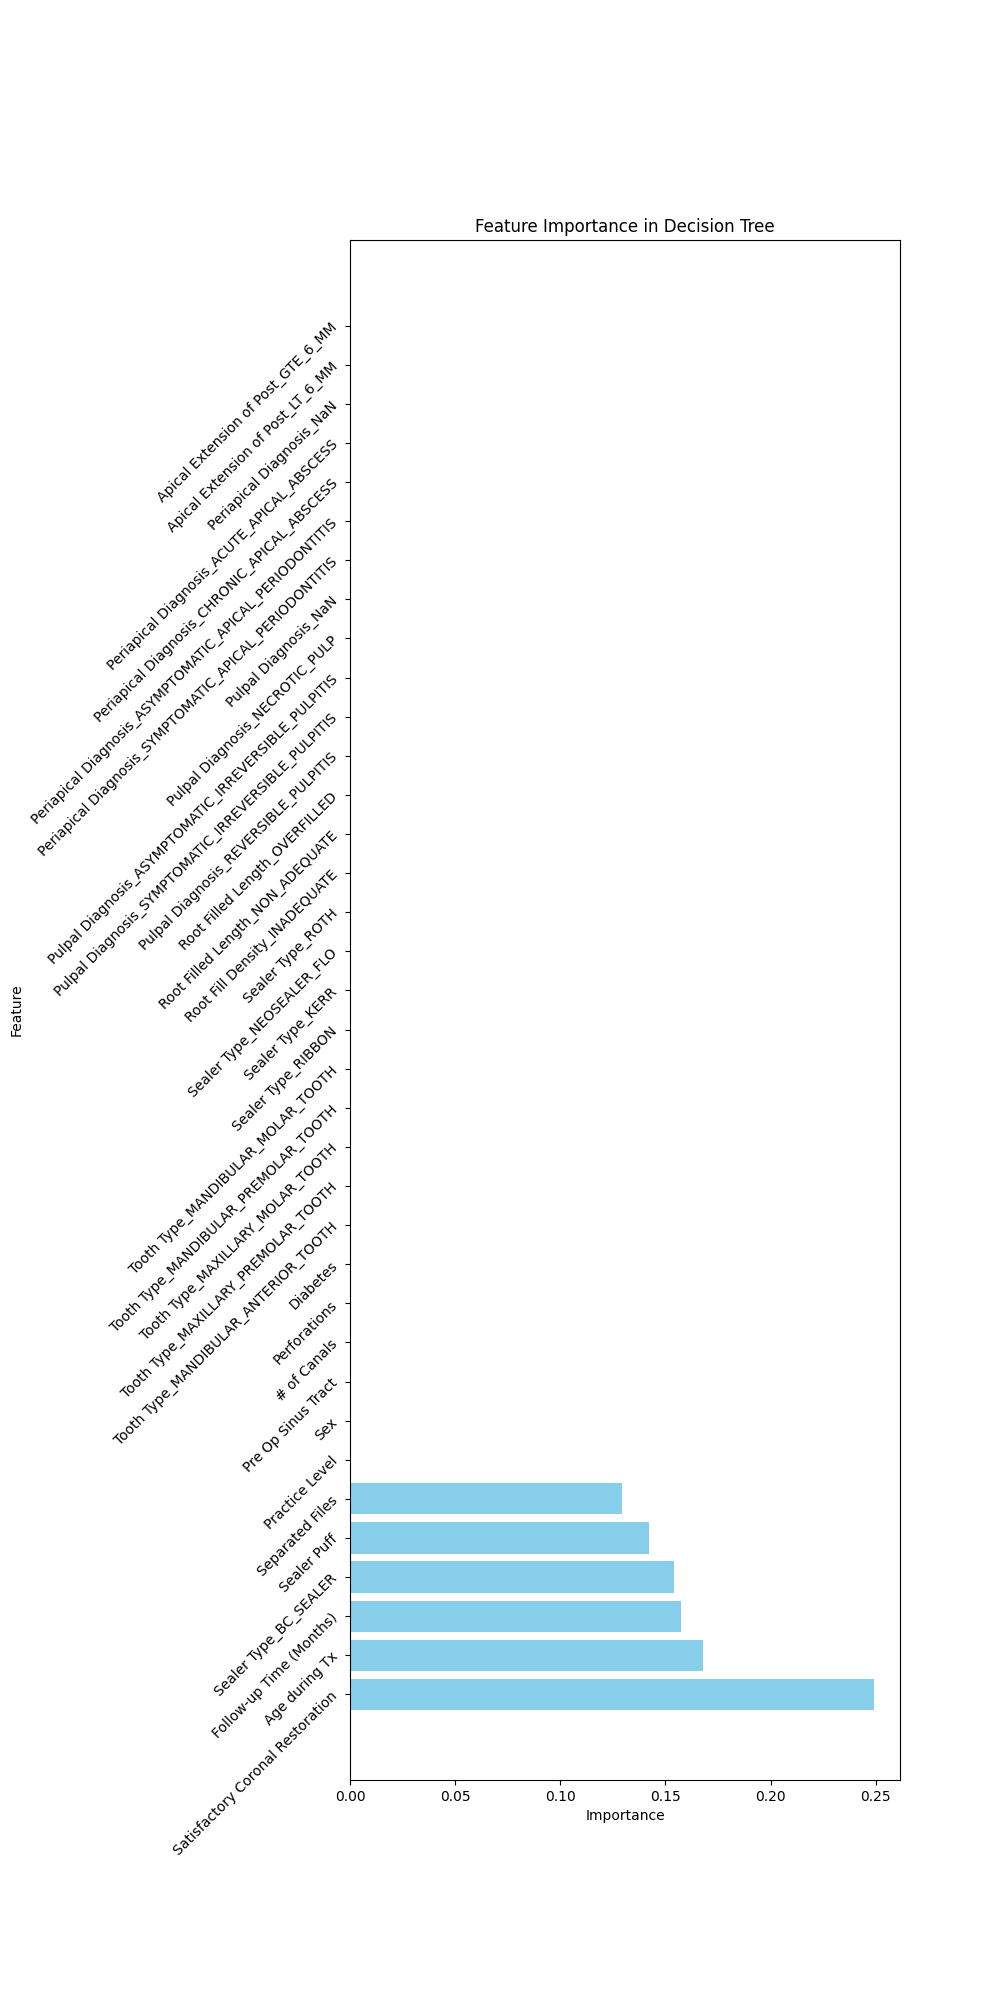 Feature Importance in Decision Tree
Apical Extension of Post_GTE_6_MM
Apical Extension of Post_LT_6_MM
Periapical Diagnosis_NaN
Periapical Diagnosis_ACUTE_APICAL_ABSCESS
Periapical Diagnosis_CHRONIC_APICAL_ABSCESS
Periapical Diagnosis_ASYMPTOMATIC_APICAL_PERIODONTITIS
Periapical Diagnosis_SYMPTOMATIC_APICAL_PERIODONTITIS
Pulpal Diagnosis_NaN
Pulpal Diagnosis_NECROTIC_PULP
Pulpal Diagnosis_ASYMPTOMATIC_IRREVERSIBLE_PULPITIS
Pulpal Diagnosis_SYMPTOMATIC_IRREVERSIBLE_PULPITIS
Pulpal Diagnosis_REVERSIBLE_PULPITIS
Root Filled Length_OVERFILLED
Root Filled Length_NON_ADEQUATE
Root Fill Density_INADEQUATE
Sealer Type_ROTH
Sealer Type_NEOSEALER_FLO
Sealer Type_KERR
Sealer Type_RIBBON
Tooth Type_MANDIBULAR_MOLAR_TOOTH
Tooth Type_MANDIBULAR_PREMOLAR_TOOTH
Tooth Type_MAXILLARY_MOLAR_TOOTH
Tooth Type_MAXILLARY_PREMOLAR_TOOTH
Tooth Type_MANDIBULAR_ANTERIOR_TOOTH
Diabetes
Perforations
# of Canals
Pre Op Sinus Tract
Sex
Practice Level
Separated Files
Sealer Puff
Sealer Type_BC_SEALER
Follow-up Time (Months)
Age during Tx
Satisfactory Coronal Restoration
Feature
0.00 0.05 0.10 0.15 0.20 0.25
Importance